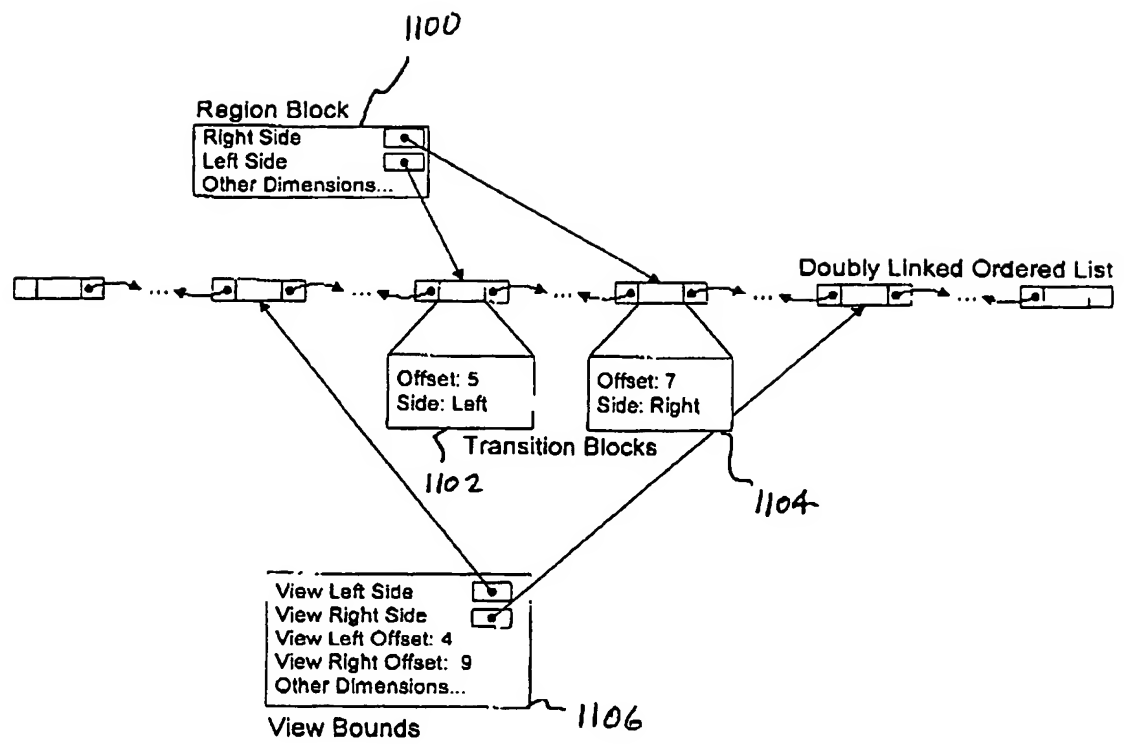 1100
Region Block
Right Side
Left Side
Other Dimensions...
Doubly Linked Ordered List
... ... ... ... ...
Offset: 5
Side: Left
Offset: 7
Side: Right
Transition Blocks
1102
1104
View Left Side
View Right Side
View Left Offset: 4
View Right Offset: 9
Other Dimensions...
1106
View Bounds